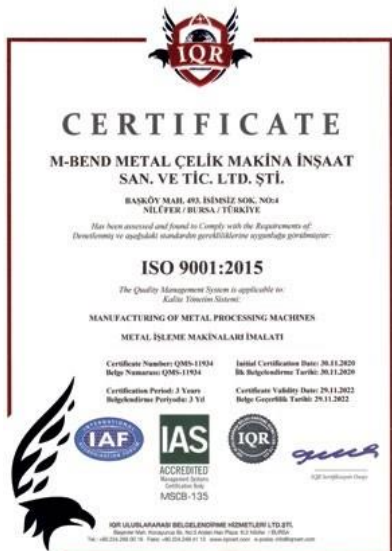 IQR
CERTIFICATE
M-BEND METAL ÇELİK MAKİNA İNŞAAT
SAN. VE TİC. LTD. ŞTİ.
BAŞKÖY MAH. 493. İSİMSİZ SOK. NO:4
NİLÜFER / BURSA / TÜRKİYE
Has been assessed and found to Comply with the Requirements of:
Denetlenmiş ve aşağıdaki standardın gerekliliklerine uygunluğu görülmüştür:
ISO 9001:2015
The Quality Management System is applicable to:
Kalite Yönetim Sistemi:
MANUFACTURING OF METAL PROCESSING MACHINES
METAL İŞLEME MAKİNALARI İMALATI
Certificate Number: QMS-11934 Initial Certification Date: 30.11.2020
Belge Numarası: QMS-11934 İlk Belgelendirme Tarihi: 30.11.2020
Certification Period: 3 Years Certificate Validity Date: 29.11.2022
Belgelendirme Periyodu: 3 Yıl Belge Geçerlilik Tarihi: 29.11.2022
INTERNATIONAL
IAF
IAS
ACCREDITED
Management Systems
Certification Body
MSCB-135
IQR
IQR ULUSLARARASI BELGELENDİRME HİZMETLERİ LTD.ŞTİ.